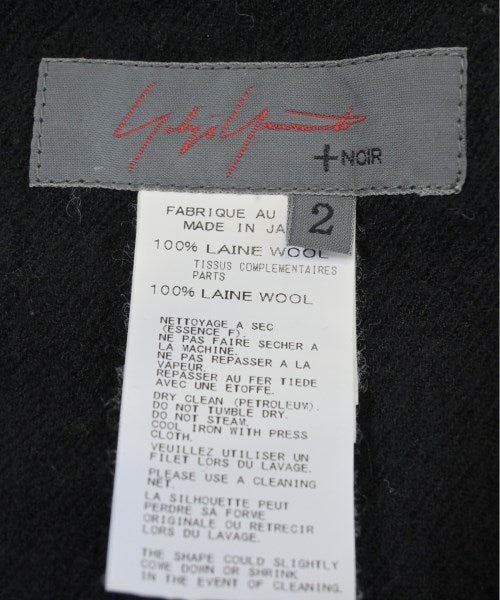 Yohji Yamamoto
+NOIR
2
FABRIQUE AU
MADE IN JA
100% LAINE WOOL
TISSUS COMPLEMENTAIRES
PARTS
100% LAINE WOOL
NETTOYAGE A SEC
(ESSENCE F).
NE PAS FAIRE SECHER A
LA MACHINE.
NE PAS REPASSER A LA
VAPEUR.
REPASSER AU FER TIEDE
AVEC UNE ETOFFE.
DRY CLEAN (PETROLEUM).
DO NOT TUMBLE DRY.
DO NOT STEAM.
COOL IRON WITH PRESS
CLOTH.
VEUILLEZ UTILISER UN
FILET LORS DU LAVAGE.
PLEASE USE A CLEANING
NET.
LA SILHOUETTE PEUT
PERDRE SA FORME
ORIGINALE OU RETRECIR
LORS DU LAVAGE.
THE SHAPE COULD SLIGHTLY
COME DOWN OR SHRINK
IN THE EVENT OF CLEANING.